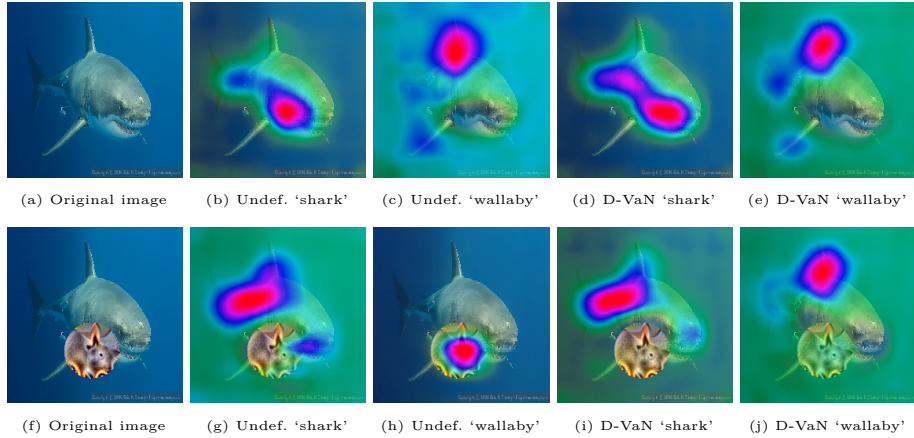 (a) Original image (b) Undef. ‘shark’ (c) Undef. ‘wallaby’ (d) D-VaN ‘shark’ (e) D-VaN ‘wallaby’
(f) Original image (g) Undef. ‘shark’ (h) Undef. ‘wallaby’ (i) D-VaN ‘shark’ (j) D-VaN ‘wallaby’